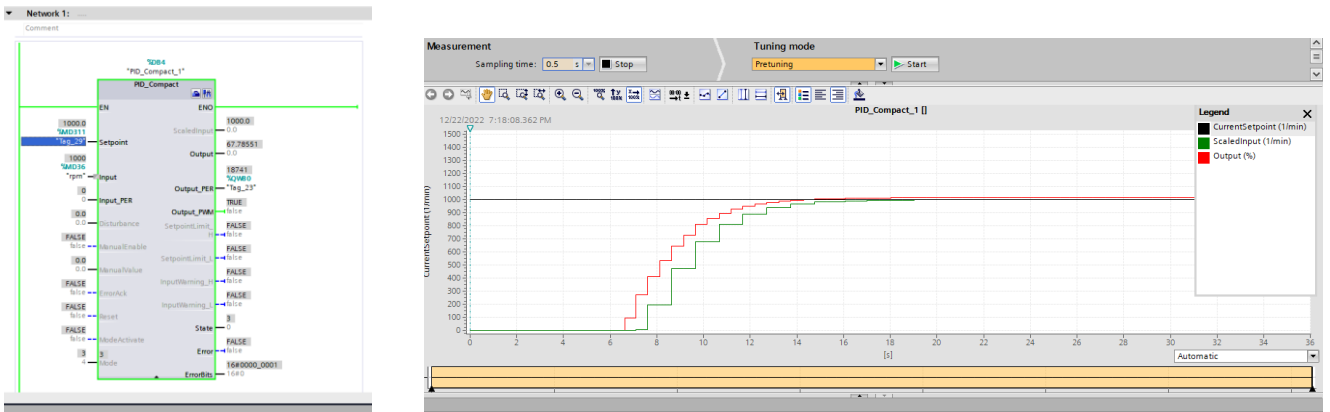 Network 1: ....
Comment
%DB4
"PID_Compact_1"
PID_Compact
EN ENO
1000.0
%MD311
"Tag_29" Setpoint
1000
%MD36
"rpm" Input
0
0 Input_PER
0.0
0.0 Disturbance
FALSE
false ManualEnable
0.0
0.0 ManualValue
FALSE
false ErrorAck
FALSE
false Reset
FALSE
false ModeActivate
3 3
4 Mode
1000.0
ScaledInput 0.0
67.78551
Output 0.0
18741
%QW80
Output_PER "Tag_23"
TRUE
Output_PWM false
FALSE
SetpointLimit_H false
FALSE
SetpointLimit_L false
FALSE
InputWarning_H false
FALSE
InputWarning_L false
3
State 0
FALSE
Error false
16#0000_0001
ErrorBits 16#0
Measurement
Sampling time: 0.5 s Stop
Tuning mode
Pretuning Start
PID_Compact_1 []
12/22/2022 7:18:08.362 PM
CurrentSetpoint (1/min)
1500
1400
1300
1200
1100
1000
900
800
700
600
500
400
300
200
100
0
0 2 4 6 8 10 12 14 16 18 20 22 24 26 28 30 32 34 36
[s]
Legend
CurrentSetpoint (1/min)
ScaledInput (1/min)
Output (%)
Automatic